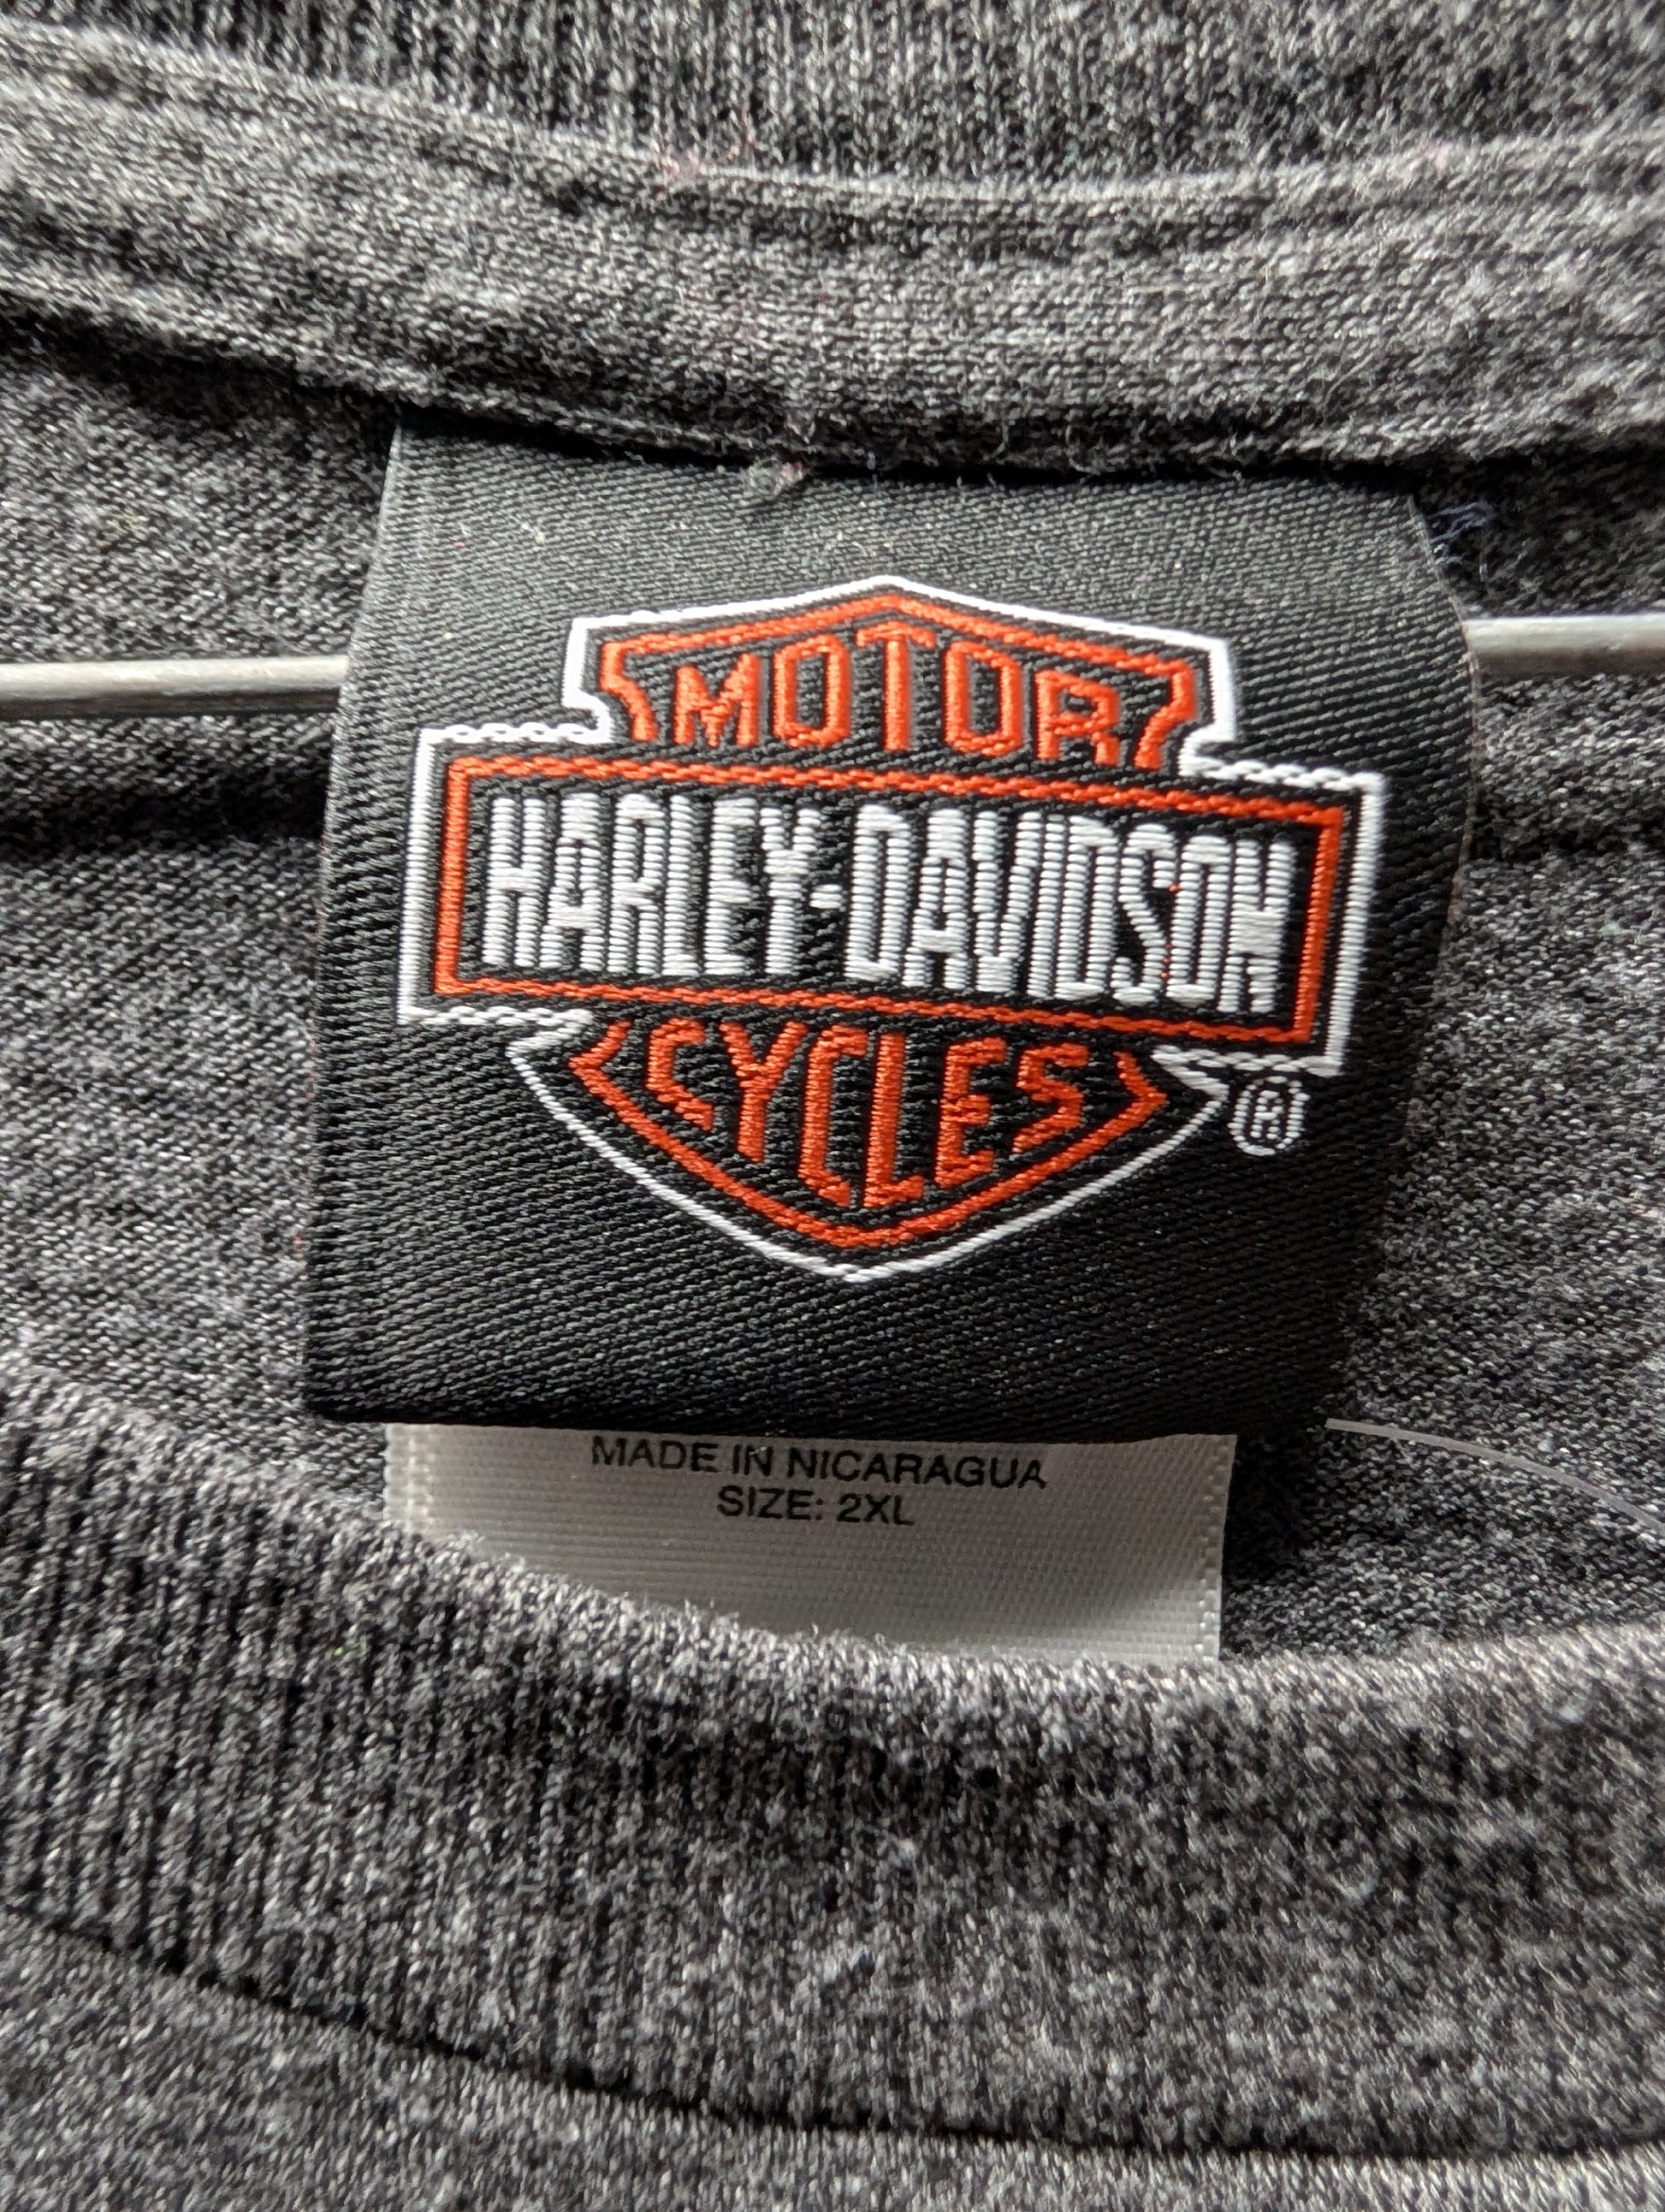 MOTOR
HARLEY-DAVIDSON
CYCLES
®
MADE IN NICARAGUA
SIZE: 2XL